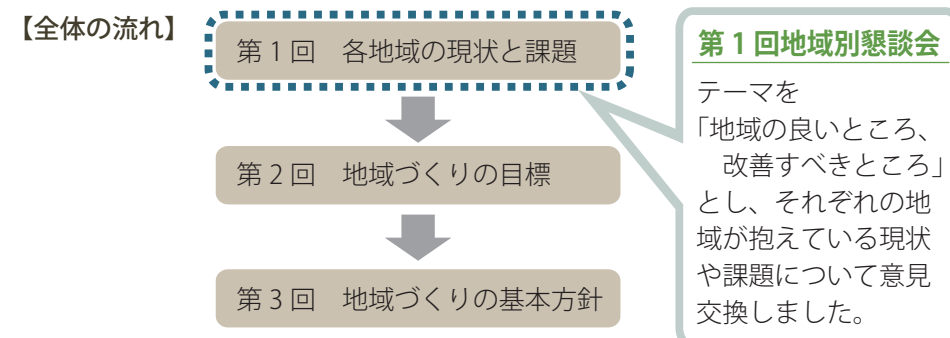 【全体の流れ】
第1回　各地域の現状と課題
第2回　地域づくりの目標
第3回　地域づくりの基本方針
第1回地域別懇談会
テーマを
「地域の良いところ、
　改善すべきところ」
とし、それぞれの地
域が抱えている現状
や課題について意見
交換しました。